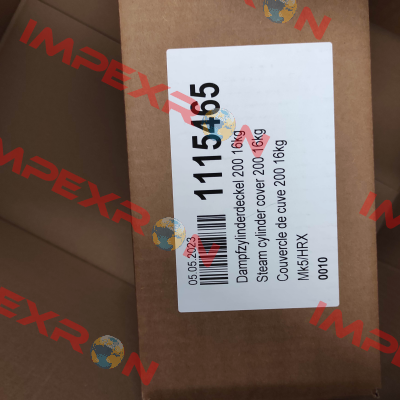 1115465
05.05.2023
Dampfzylinderdeckel 200 16kg
Steam cylinder cover 200 16kg
Couvercle de cuve 200 16kg
Mk5/HRX
0010
IMPEXRON
IMPEXRON
IMPEXRON
IMPEXRON
IMPEXRON